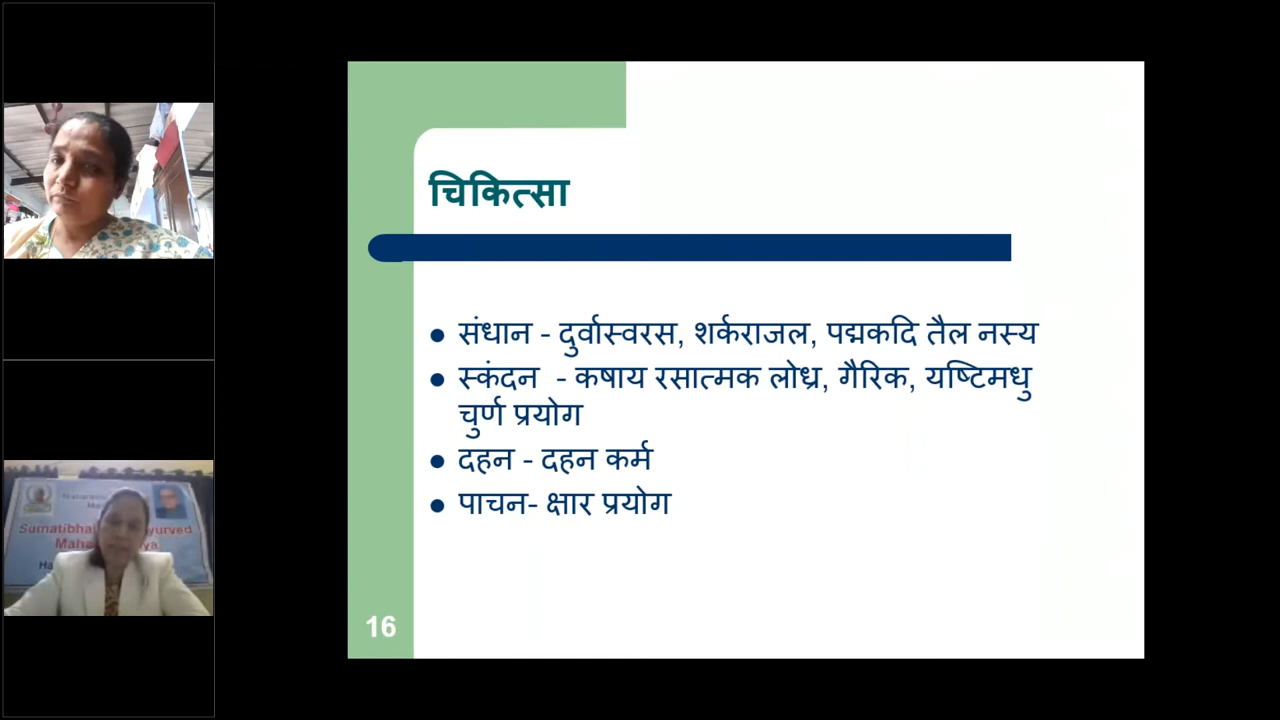 चिकित्सा
संधान - दुर्वास्वरस, शर्कराजल, पद्मकदि तैल नस्य
स्कंदन - कषाय रसात्मक लोध्र, गैरिक, यष्टिमधु
चुर्ण प्रयोग
दहन - दहन कर्म
पाचन- क्षार प्रयोग
16
Sumatibhai
Maha